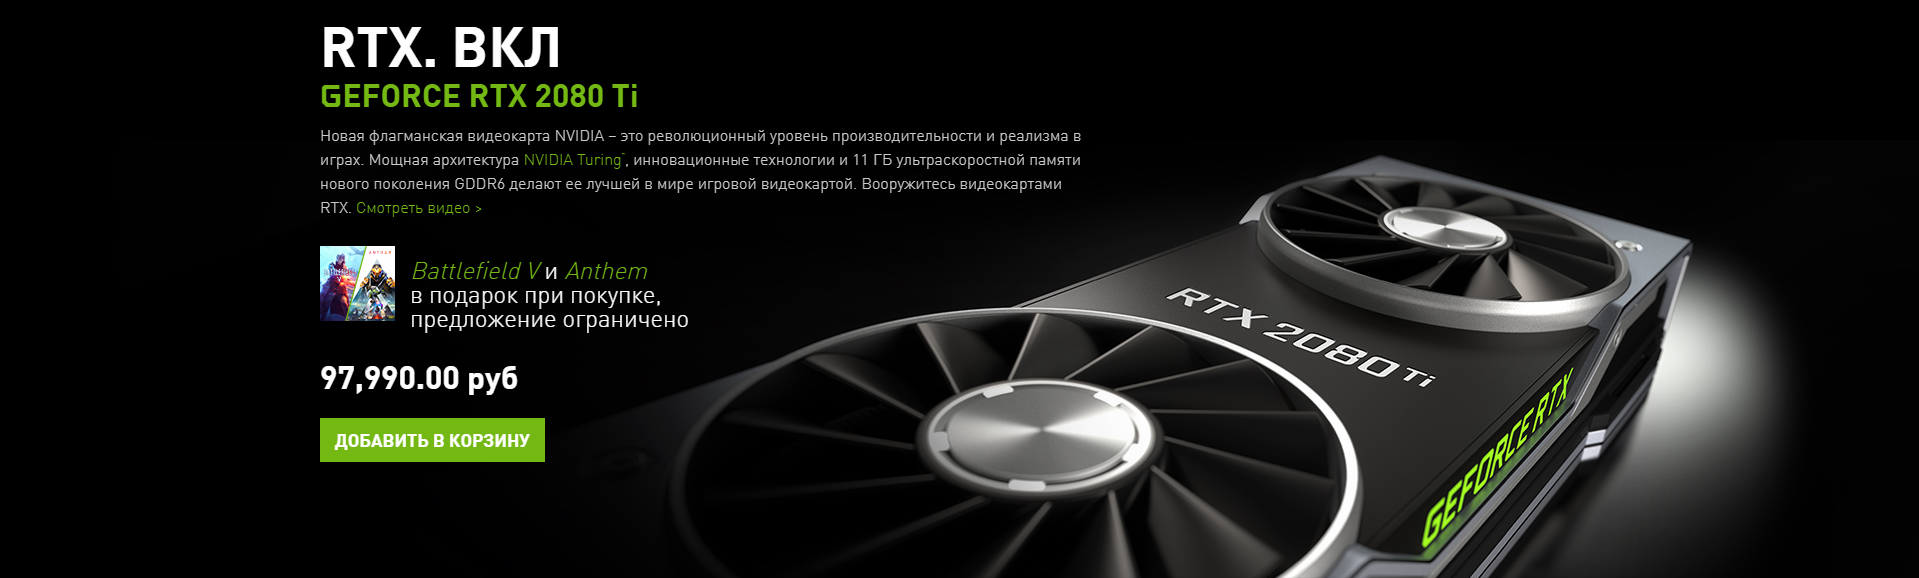 RTX. ВКЛ
GEFORCE RTX 2080 Ti
Новая флагманская видеокарта NVIDIA – это революционный уровень производительности и реализма в
играх. Мощная архитектура NVIDIA Turing™, инновационные технологии и 11 ГБ ультраскоростной памяти
нового поколения GDDR6 делают ее лучшей в мире игровой видеокартой. Вооружитесь видеокартами
RTX. Смотреть видео >
ANTHEM
Battlefield V и Anthem
в подарок при покупке,
предложение ограничено
97,990.00 руб
ДОБАВИТЬ В КОРЗИНУ
RTX 2080 Ti
GEFORCE RTX